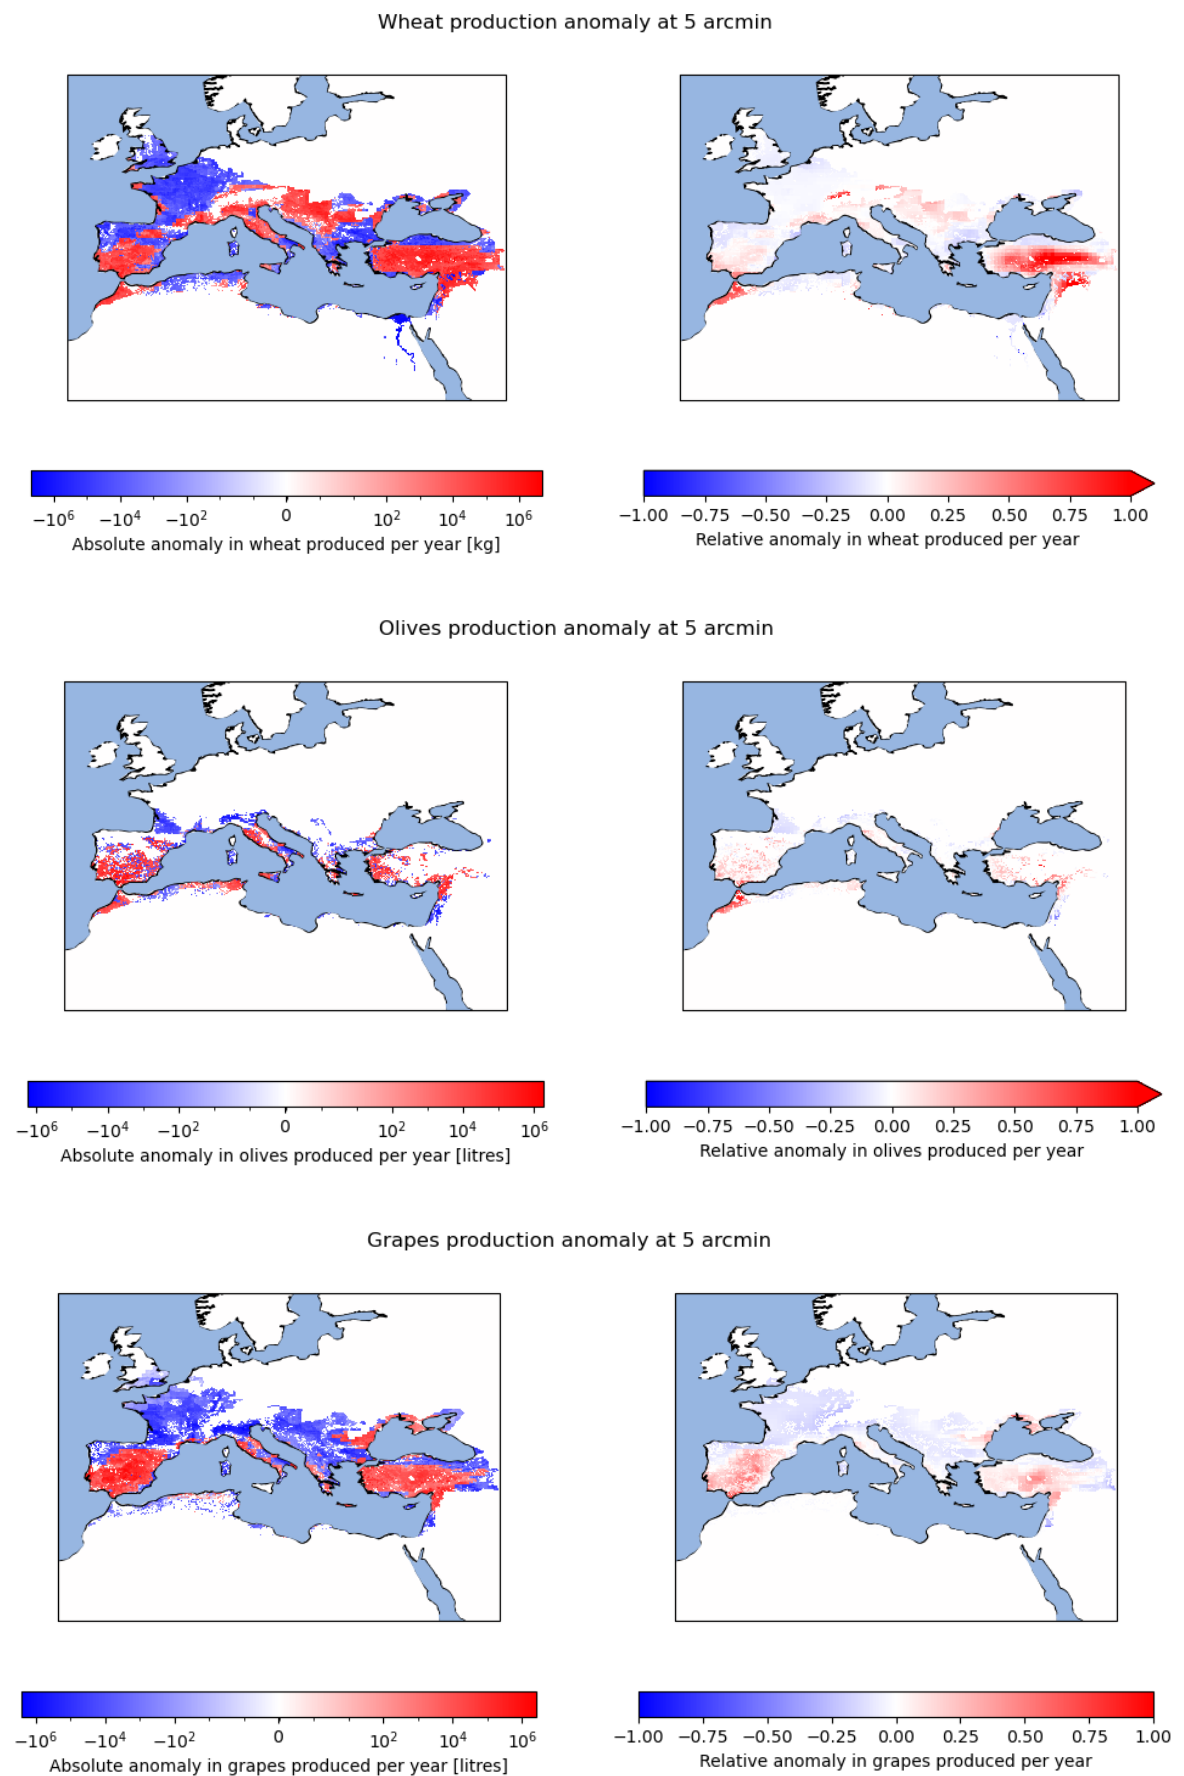 Wheat production anomaly at 5 arcmin
−10⁶ −10⁴ −10² 0 10² 10⁴ 10⁶
Absolute anomaly in wheat produced per year [kg]
−1.00 −0.75 −0.50 −0.25 0.00 0.25 0.50 0.75 1.00
Relative anomaly in wheat produced per year
Olives production anomaly at 5 arcmin
−10⁶ −10⁴ −10² 0 10² 10⁴ 10⁶
Absolute anomaly in olives produced per year [litres]
−1.00 −0.75 −0.50 −0.25 0.00 0.25 0.50 0.75 1.00
Relative anomaly in olives produced per year
Grapes production anomaly at 5 arcmin
−10⁶ −10⁴ −10² 0 10² 10⁴ 10⁶
Absolute anomaly in grapes produced per year [litres]
−1.00 −0.75 −0.50 −0.25 0.00 0.25 0.50 0.75 1.00
Relative anomaly in grapes produced per year